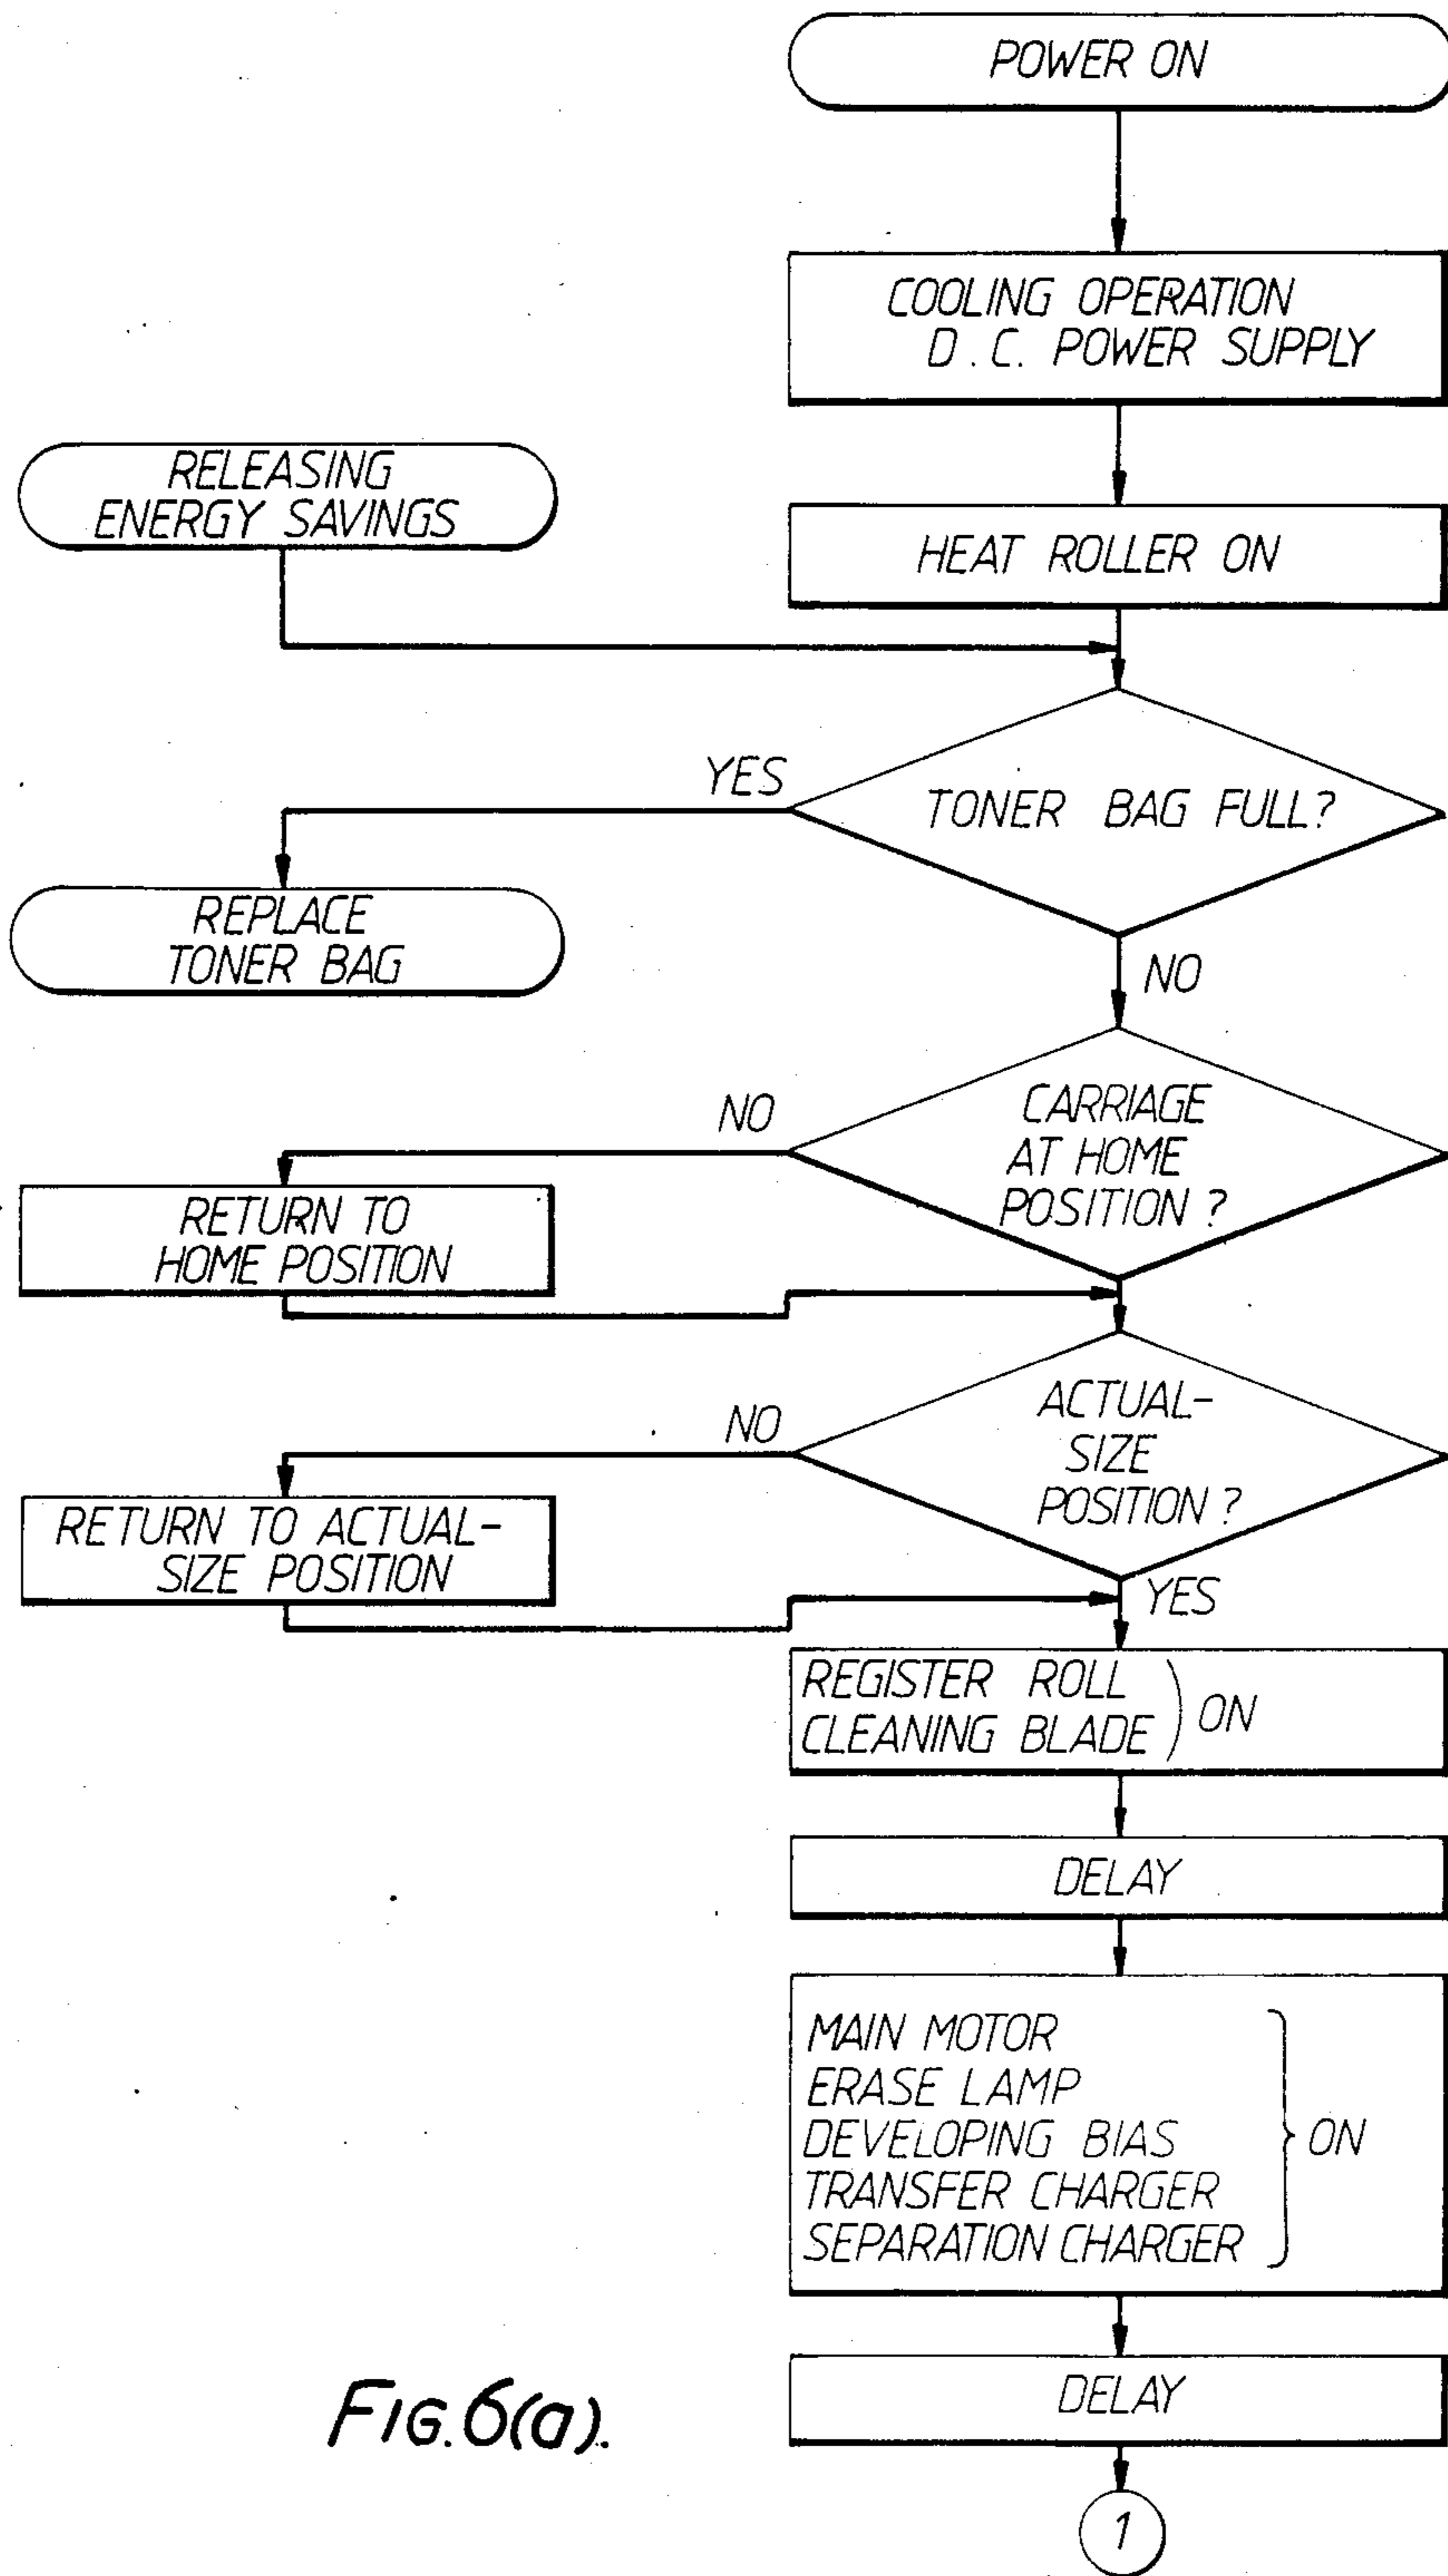 POWER ON
COOLING OPERATION
D.C. POWER SUPPLY
RELEASING
ENERGY SAVINGS
HEAT ROLLER ON
YES
TONER BAG FULL?
REPLACE
TONER BAG
NO
NO
CARRIAGE
AT HOME
POSITION?
RETURN TO
HOME POSITION
NO
ACTUAL-
SIZE
POSITION?
RETURN TO ACTUAL-
SIZE POSITION
YES
REGISTER ROLL
CLEANING BLADE ) ON
DELAY
MAIN MOTOR
ERASE LAMP
DEVELOPING BIAS } ON
TRANSFER CHARGER
SEPARATION CHARGER
DELAY
FIG.6(a).
1